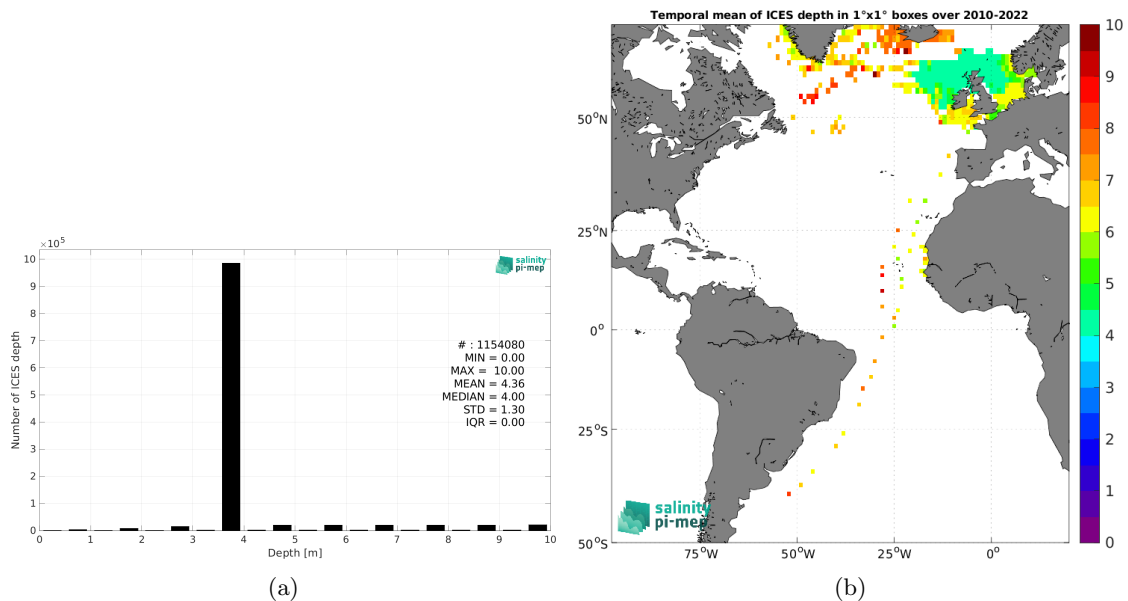 ×10⁵
10
9
8
7
6
5
4
3
2
1
0
Number of ICES depth
salinity
pi-mep
# : 1154080
MIN = 0.00
MAX = 10.00
MEAN = 4.36
MEDIAN = 4.00
STD = 1.30
IQR = 0.00
0 1 2 3 4 5 6 7 8 9 10
Depth [m]
(a)
Temporal mean of ICES depth in 1°x1° boxes over 2010-2022
50°N
25°N
0°
25°S
50°S
75°W 50°W 25°W 0°
salinity
pi-mep
10
9
8
7
6
5
4
3
2
1
0
(b)